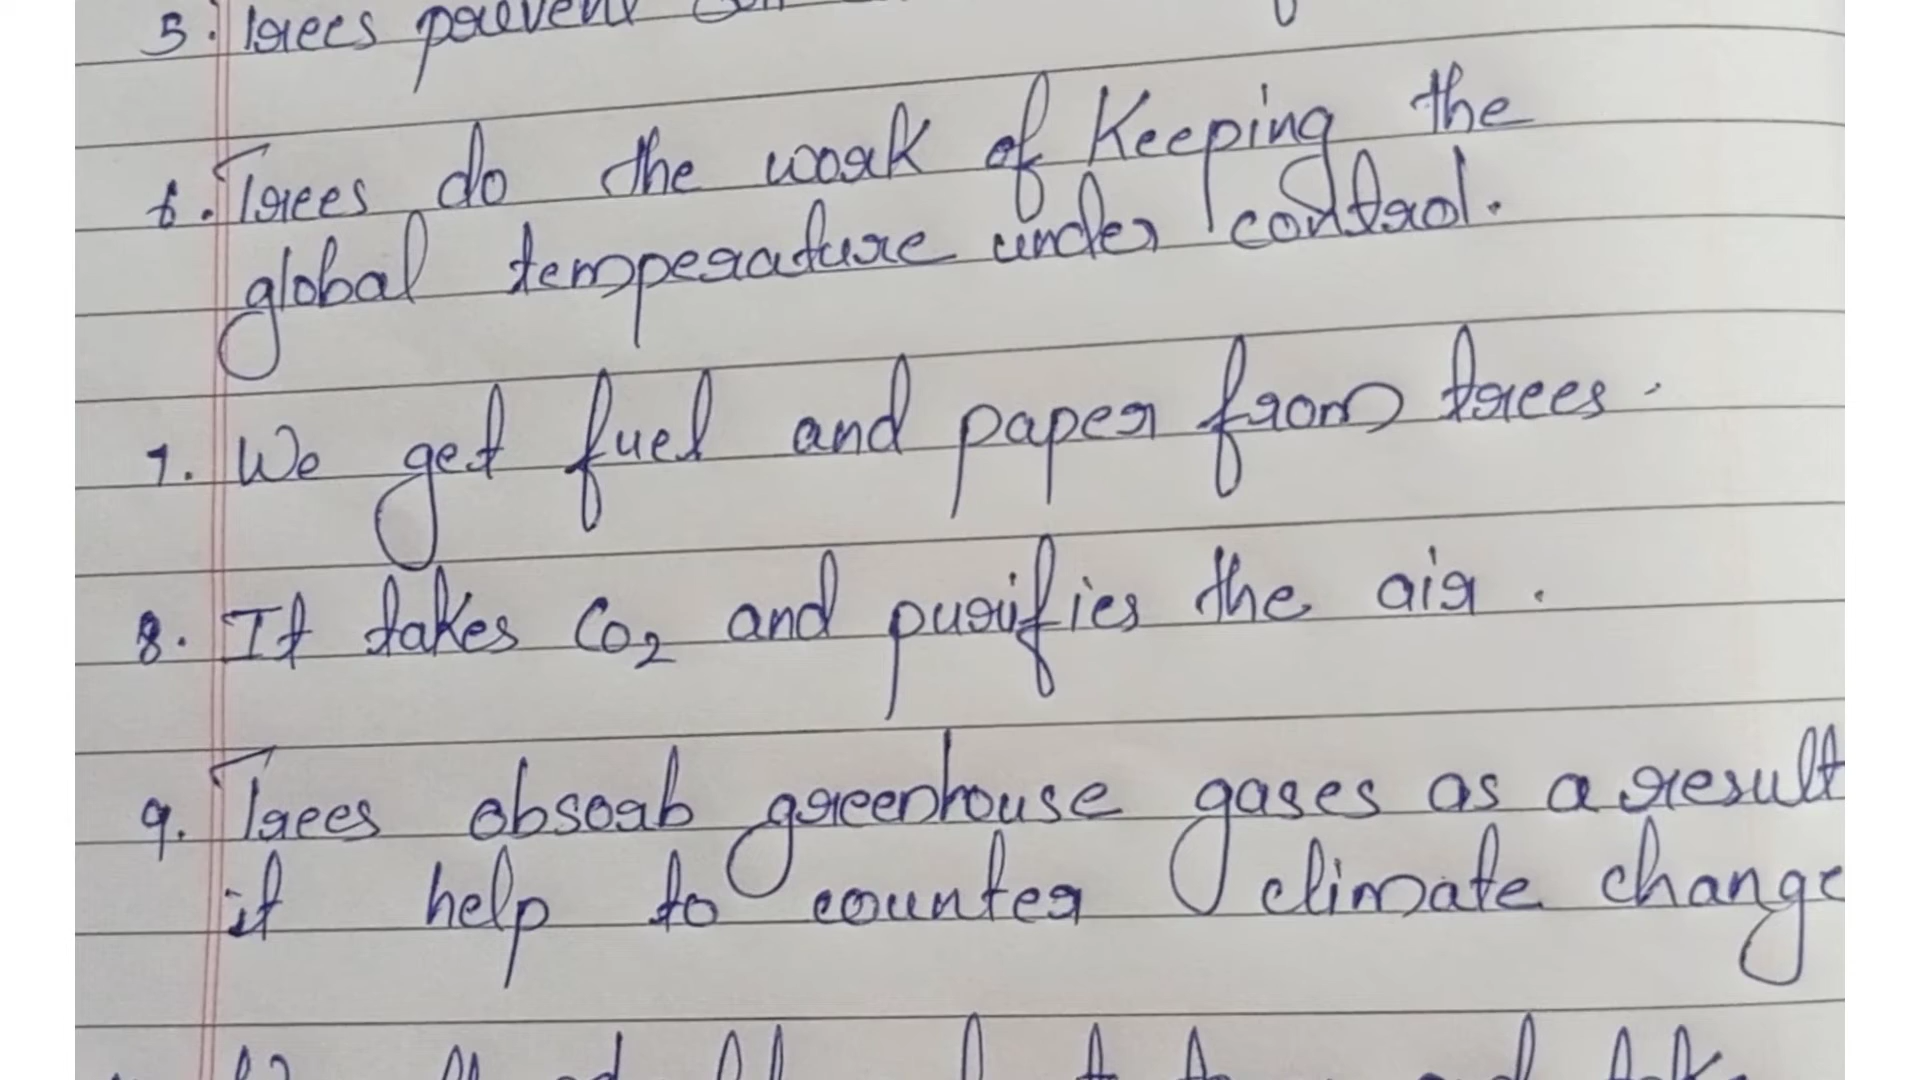 5. Trees prevent
6. Trees do the work of Keeping the
global temperature under control.
7. We get fuel and paper from trees.
8. It takes CO2 and purifies the air.
9. Trees obsorb greenhouse gases as a result
it help to counter climate change